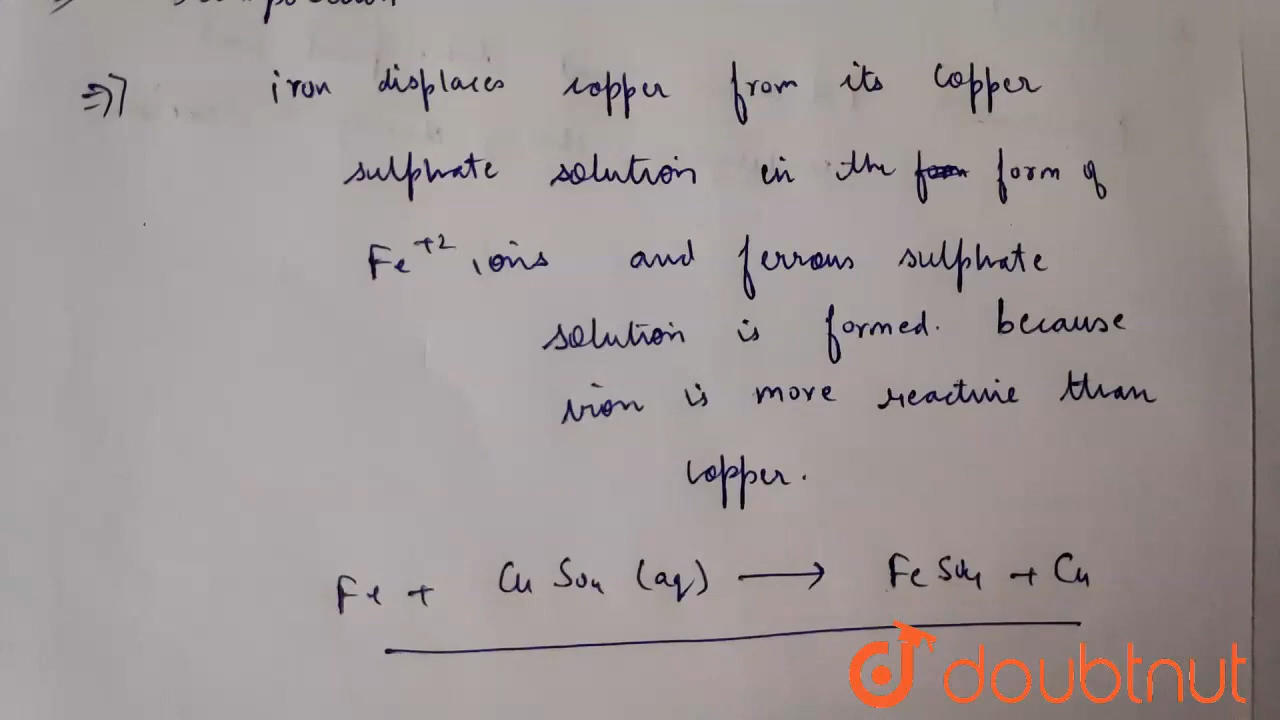 iron displaces copper from its copper
sulphate solution in the form of
Fe+2 ions and ferrous sulphate
solution is formed. because
iron is more reactive than
copper.
Fe + CuSO4 (aq) → FeSO4 + Cu
doubtnut